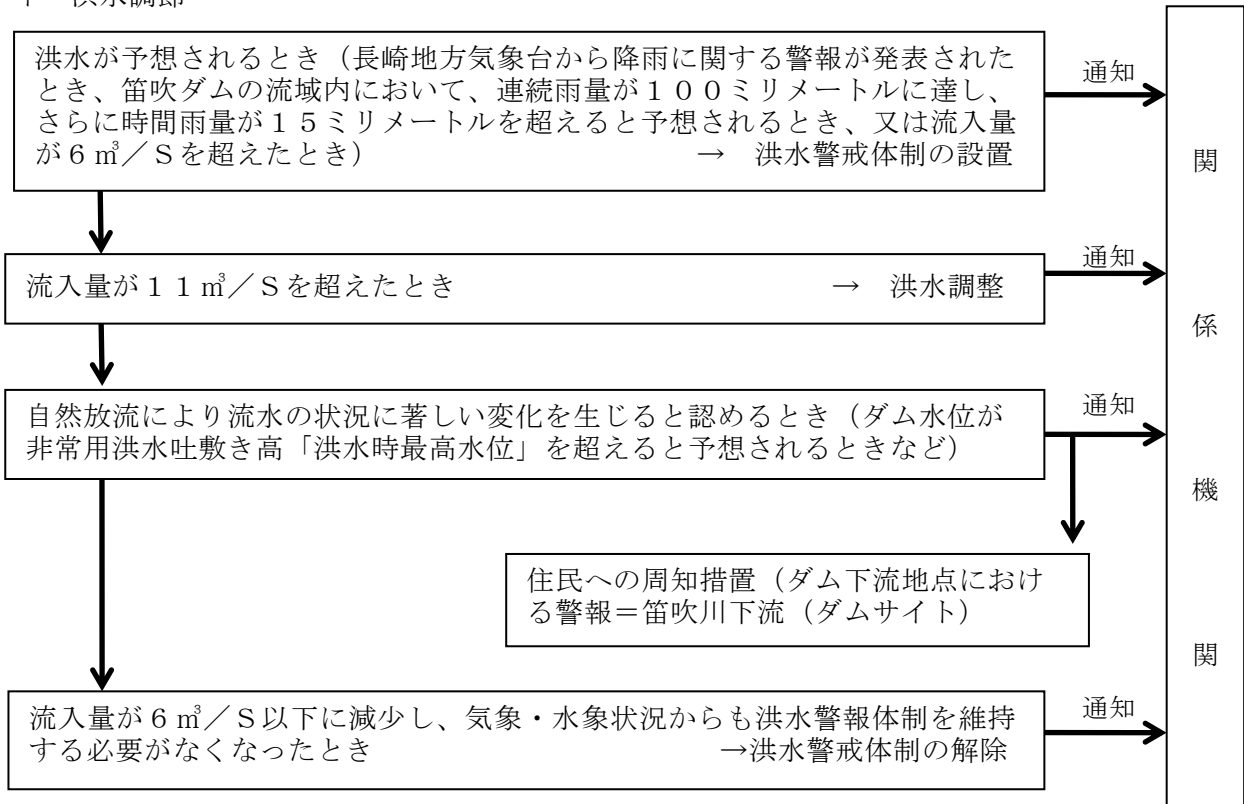 洪水が予想されるとき（長崎地方気象台から降雨に関する警報が発表された
とき、笛吹ダムの流域内において、連続雨量が１００ミリメートルに達し、
さらに時間雨量が１５ミリメートルを超えると予想されるとき、又は流入量
が６㎥／Ｓを超えたとき） → 洪水警戒体制の設置
通知
流入量が１１㎥／Ｓを超えたとき → 洪水調整
通知
自然放流により流水の状況に著しい変化を生じると認めるとき（ダム水位が
非常用洪水吐敷き高「洪水時最高水位」を超えると予想されるときなど）
通知
住民への周知措置（ダム下流地点におけ
る警報＝笛吹川下流（ダムサイト）
流入量が６㎥／Ｓ以下に減少し、気象・水象状況からも洪水警報体制を維持
する必要がなくなったとき →洪水警戒体制の解除
通知
関
係
機
関